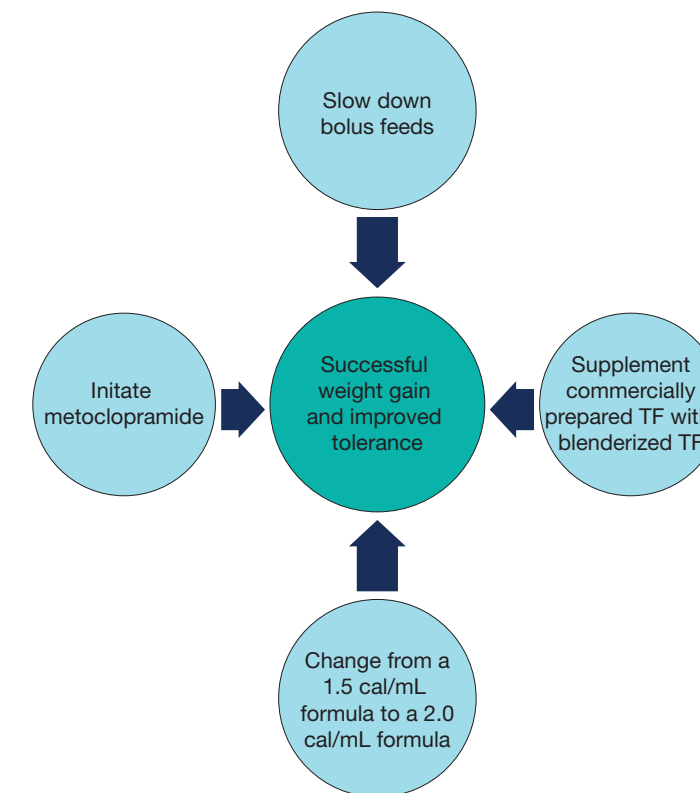 Slow down
bolus feeds
Initate
metoclopramide
Successful
weight gain
and improved
tolerance
Supplement
commercially
prepared TF with
blenderized TF
Change from a
1.5 cal/mL
formula to a 2.0
cal/mL formula